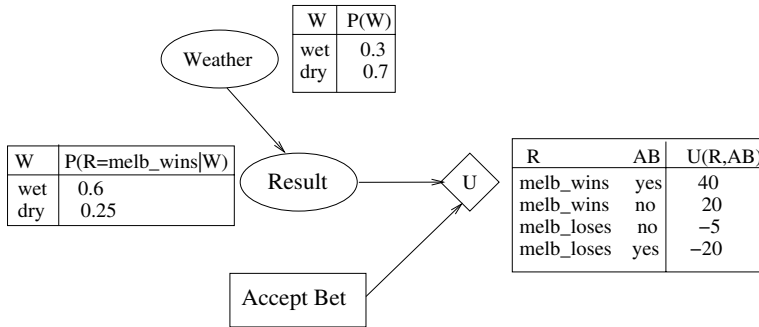 W P(W)
wet 0.3
dry 0.7
Weather
W P(R=melb_wins|W)
wet 0.6
dry 0.25
Result
U
R AB U(R,AB)
melb_wins yes 40
melb_wins no 20
melb_loses no −5
melb_loses yes −20
Accept Bet